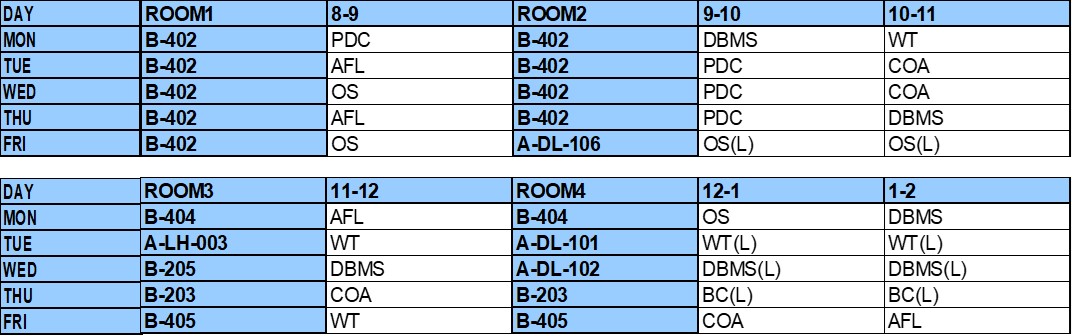 DAY ROOM1 8-9 ROOM2 9-10 10-11
MON B-402 PDC B-402 DBMS WT
TUE B-402 AFL B-402 PDC COA
WED B-402 OS B-402 PDC COA
THU B-402 AFL B-402 PDC DBMS
FRI B-402 OS A-DL-106 OS(L) OS(L)
DAY ROOM3 11-12 ROOM4 12-1 1-2
MON B-404 AFL B-404 OS DBMS
TUE A-LH-003 WT A-DL-101 WT(L) WT(L)
WED B-205 DBMS A-DL-102 DBMS(L) DBMS(L)
THU B-203 COA B-203 BC(L) BC(L)
FRI B-405 WT B-405 COA AFL